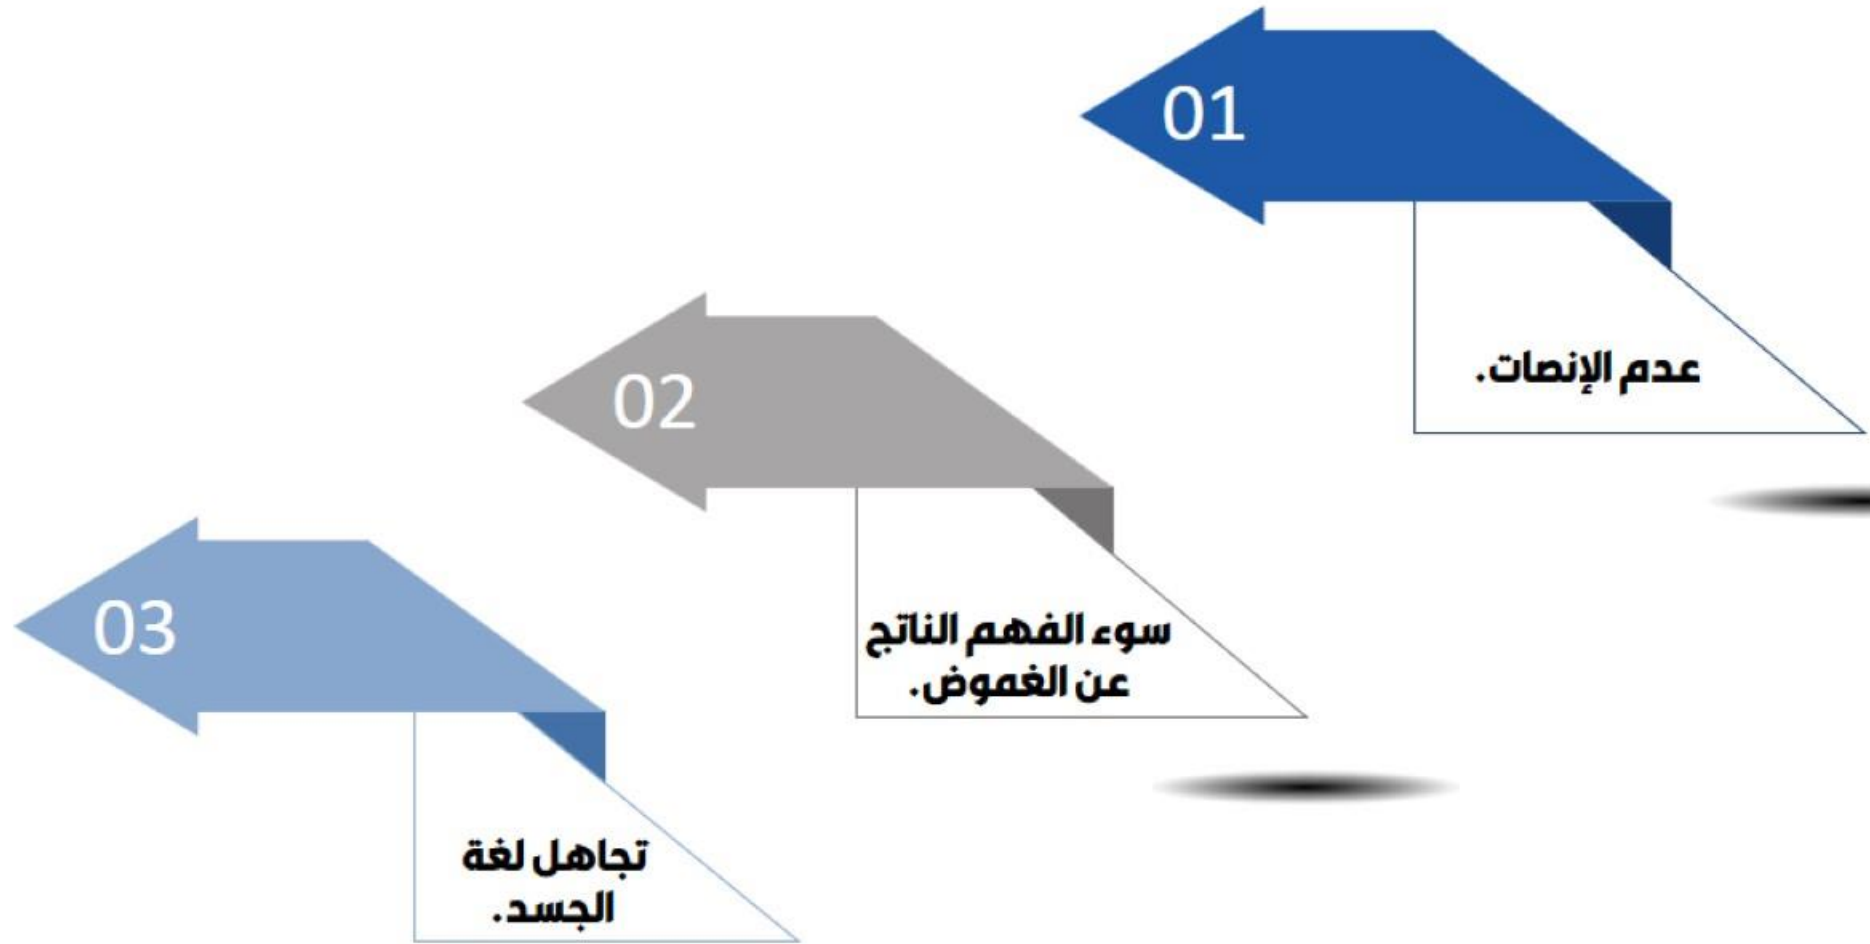 01
عدم الإنصات.
02
سوء الفهم الناتج
عن الغموض.
03
تجاهل لغة
الجسد.